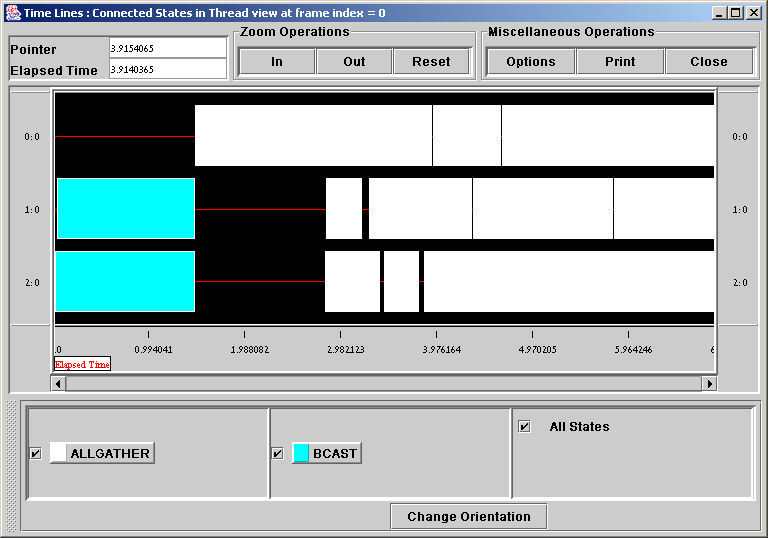 Time Lines : Connected States in Thread view at frame index = 0
Pointer 3.9154065
Elapsed Time 3.9140365
Zoom Operations
In Out Reset
Miscellaneous Operations
Options Print Close
0:0 0:0
1:0 1:0
2:0 2:0
.0 0.994041 1.988082 2.982123 3.976164 4.970205 5.964246 6
Elapsed Time
ALLGATHER BCAST All States
Change Orientation